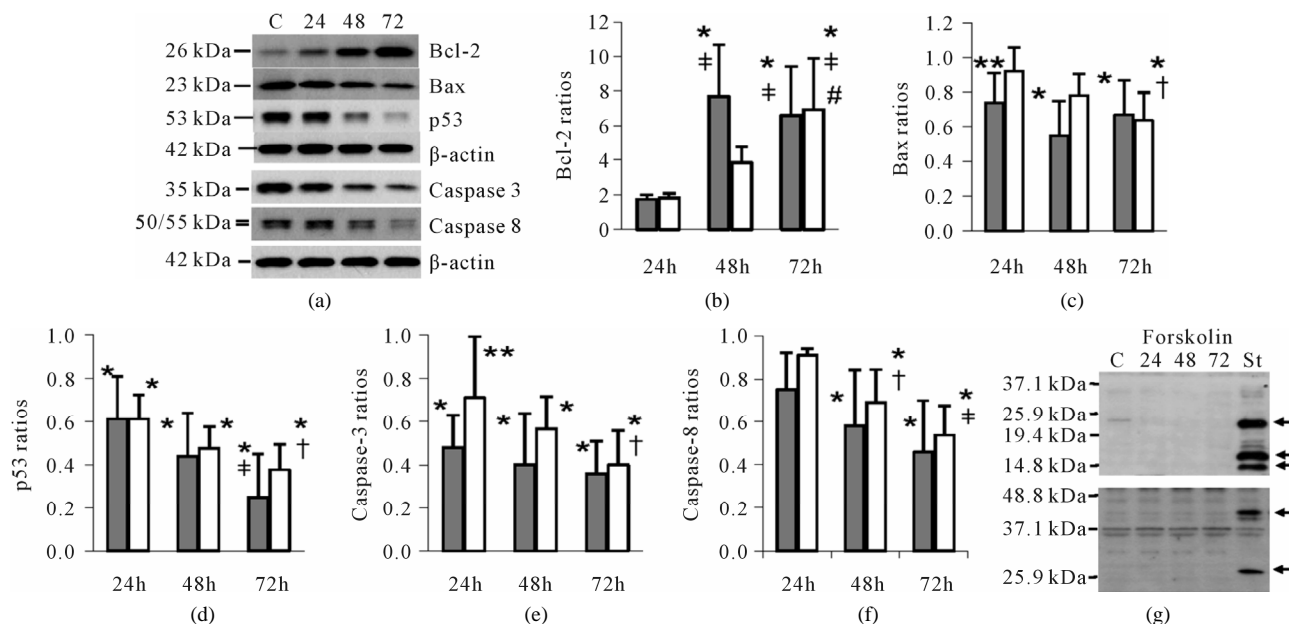 C 24 48 72
26 kDa Bcl-2
23 kDa Bax
53 kDa p53
42 kDa β-actin
35 kDa Caspase 3
50/55 kDa Caspase 8
42 kDa β-actin
(a)
Bcl-2 ratios
12
10
8
6
4
2
0
* ‡
* ‡
* ‡ #
24h 48h 72h
(b)
Bax ratios
1.2
1.0
0.8
0.6
0.4
0.2
0.0
**
*
*
* †
24h 48h 72h
(c)
p53 ratios
1.0
0.8
0.6
0.4
0.2
0.0
* *
* *
* ‡
* †
24h 48h 72h
(d)
Caspase-3 ratios
1.0
0.8
0.6
0.4
0.2
0.0
* **
* *
*
* †
24h 48h 72h
(e)
Caspase-8 ratios
1.0
0.8
0.6
0.4
0.2
0.0
*
* †
*
* ‡
24h 48h 72h
(f)
Forskolin
C 24 48 72 St
37.1 kDa
25.9 kDa
19.4 kDa
14.8 kDa
48.8 kDa
37.1 kDa
25.9 kDa
(g)